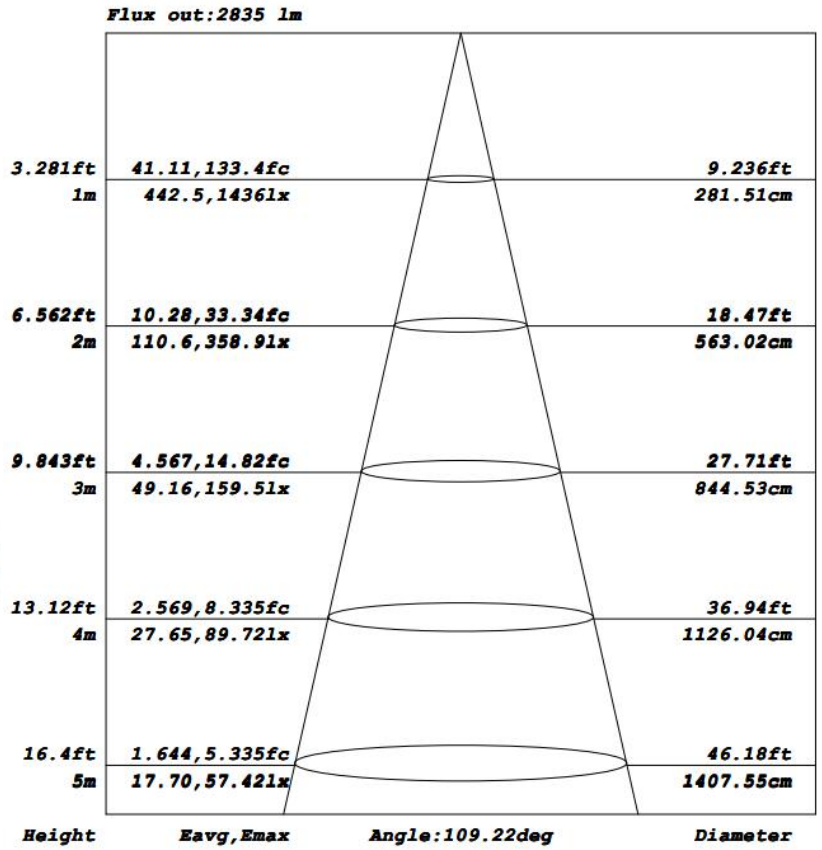 Flux out:2835 lm
3.281ft 41.11,133.4fc 9.236ft
1m 442.5,1436lx 281.51cm
6.562ft 10.28,33.34fc 18.47ft
2m 110.6,358.9lx 563.02cm
9.843ft 4.567,14.82fc 27.71ft
3m 49.16,159.5lx 844.53cm
13.12ft 2.569,8.335fc 36.94ft
4m 27.65,89.72lx 1126.04cm
16.4ft 1.644,5.335fc 46.18ft
5m 17.70,57.42lx 1407.55cm
Height Eavg,Emax Angle:109.22deg Diameter